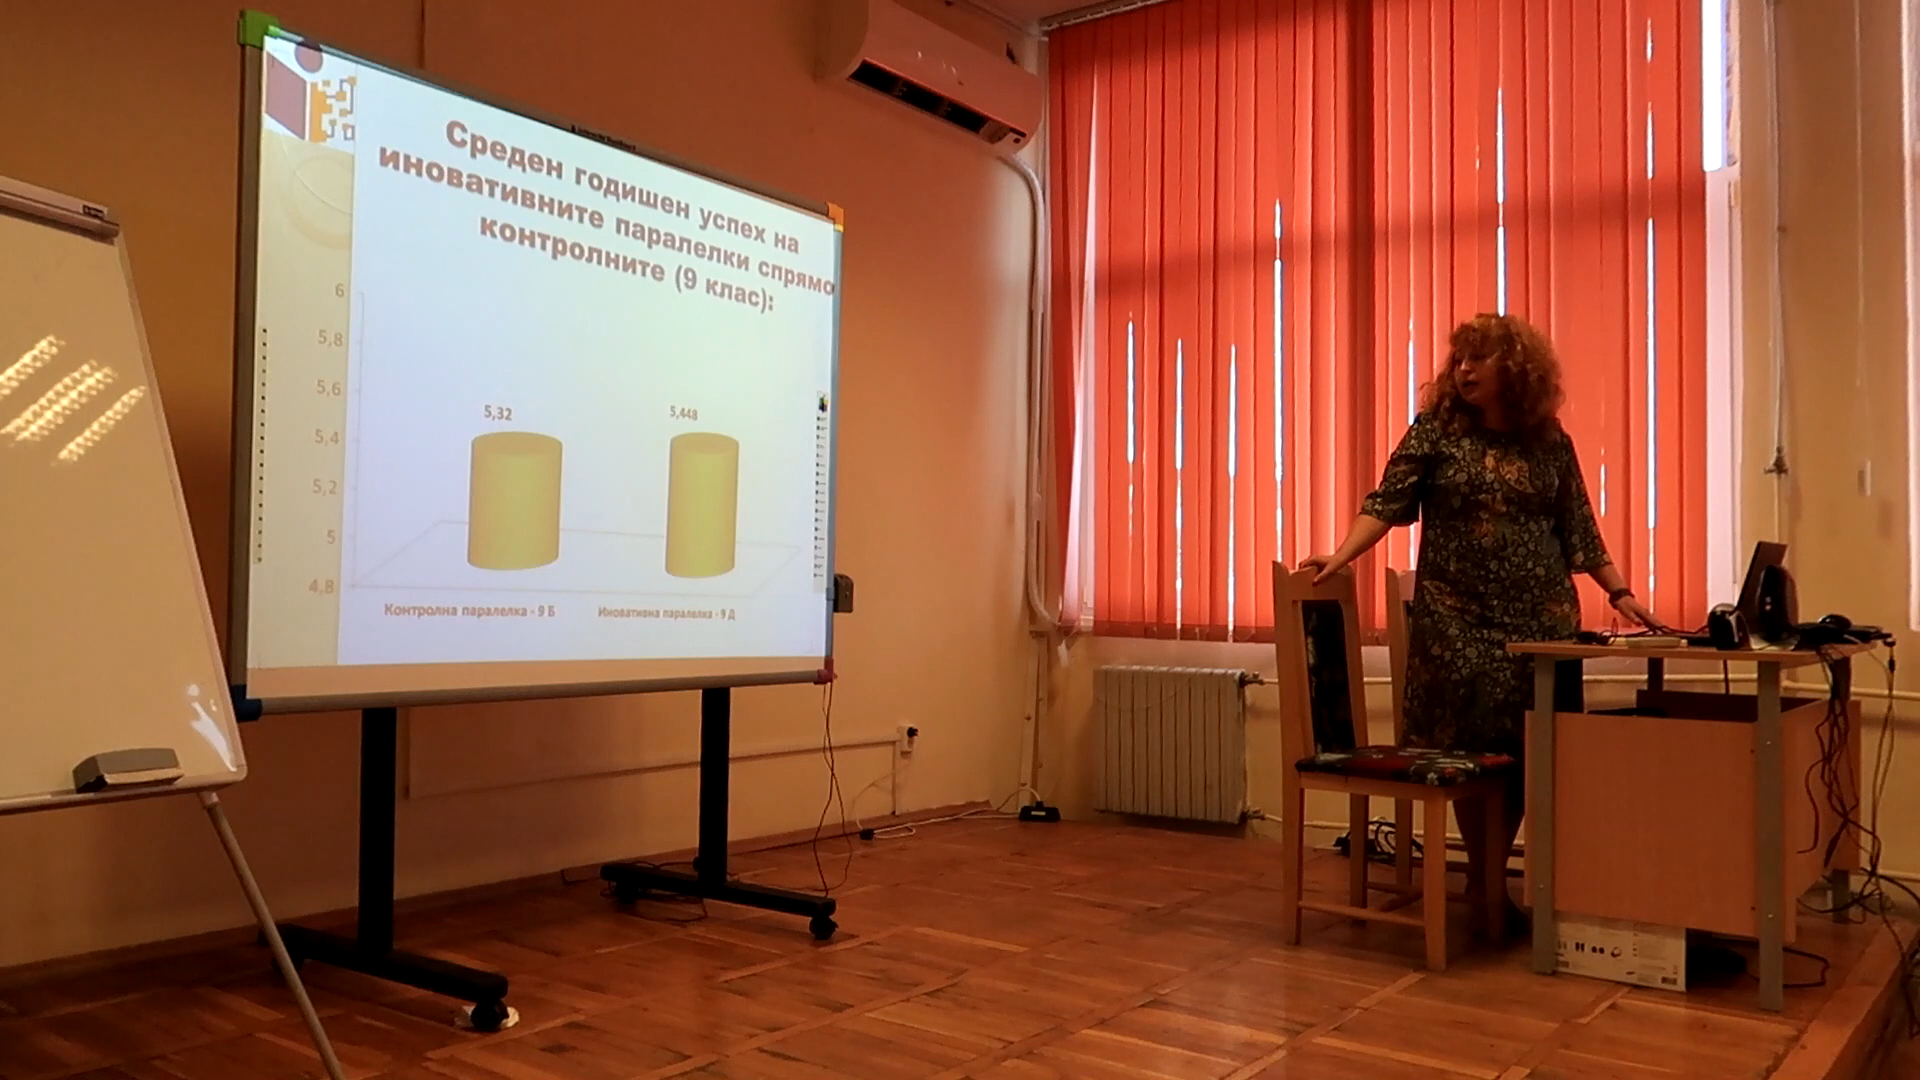 Среден годишен успех на
иновативните паралелки спрямо
контролните (9 клас):
6
5,8
5,6
5,4
5,2
5
4,8
5,32
5,448
Контролна паралелка - 9 Б
Иновативна паралелка - 9 Д